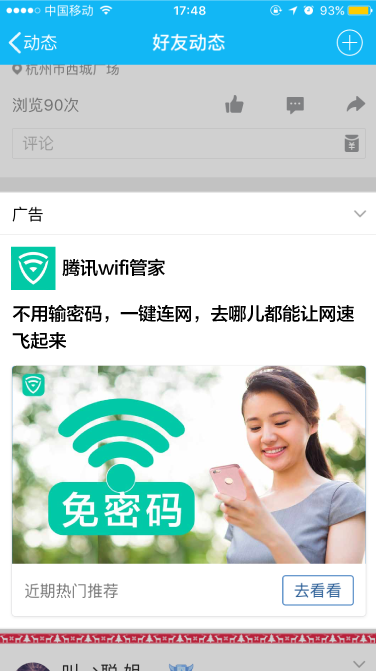 中国移动 17:48 93%
动态 好友动态
杭州市西城广场
浏览90次
评论
广告
腾讯wifi管家
不用输密码，一键连网，去哪儿都能让网速
飞起来
免密码
近期热门推荐 去看看